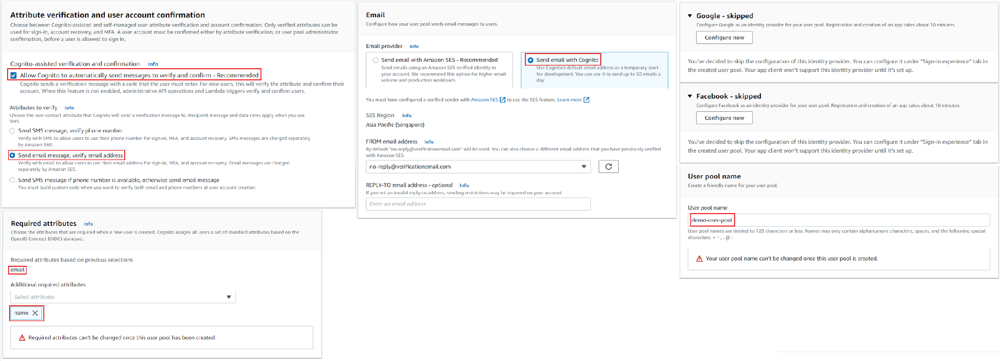 Attribute verification and user account confirmation
Choose between Cognito-assisted and self-managed user attribute verification and account confirmation. Only verified attributes can be
used for sign-in, account recovery, and MFA. A user account must be confirmed either by attribute verification, or user pool administrator
confirmation, before a user is allowed to sign in.
Cognito-assisted verification and confirmation Info
Allow Cognito to automatically send messages to verify and confirm - Recommended
Cognito sends a verification message with a code that the user must enter. For new users, this will verify the attribute and confirm their
account. When this feature is not enabled, administrative API operations and Lambda triggers verify and confirm users.
Attributes to verify Info
Choose the user contact attribute that Cognito will send a verification message to. Recipient message and data rates apply when you use
SMS.
Send SMS message, verify phone number
Verify with SMS to allow users to use their phone number for sign-in, MFA, and account recovery. SMS messages are charged separately
by Amazon SNS.
Send email message, verify email address
Verify with email to allow users to use their email address for sign-in, MFA, and account recovery. Email messages are charged
separately by Amazon SES.
Send SMS message if phone number is available, otherwise send email message
You must build custom code when you want to verify both email and phone numbers at user account creation.
Required attributes Info
Choose the attributes that are required when a new user is created. Cognito assigns all users a set of standard attributes based on the
OpenID Connect (OIDC) standard.
Required attributes based on previous selections
email
Additional required attributes
Select attributes
name
Required attributes can't be changed once this user pool has been created.
Email
Configure how your user pool sends email messages to users.
Email provider Info
Send email with Amazon SES - Recommended
Send emails using an Amazon SES verified identity in
your account. We recommend this option for higher email
volume and production workloads.
Send email with Cognito
Use Cognito's default email address as a temporary start
for development. You can use it to send up to 50 emails a
day.
You must have configured a verified sender with Amazon SES to use the SES feature. Learn more
SES Region Info
Asia Pacific (Singapore)
FROM email address Info
By default "no-reply@verificationemail.com" will be used. You can also choose a different email address that you have previously verified
with Amazon SES.
no-reply@verificationemail.com
REPLY-TO email address - optional Info
If you set an invalid reply-to address, sending restrictions may be imposed on your account.
Enter an email address
Google - skipped
Configure Google as an identity provider for your user pool. Registration and creation of an app takes about 10 minutes.
Configure now
You've decided to skip the configuration of this identity provider. You can configure it under “Sign-in experience” tab in
the created user pool. Your app client won't support this identity provider until it's set up.
Facebook - skipped
Configure Facebook as an identity provider for your user pool. Registration and creation of an app takes about 10 minutes.
Configure now
You've decided to skip the configuration of this identity provider. You can configure it under “Sign-in experience” tab in
the created user pool. Your app client won't support this identity provider until it's set up.
User pool name
Create a friendly name for your user pool.
User pool name
demo-user-pool
User pool names are limited to 128 characters or less. Names may only contain alphanumeric characters, spaces, and the following special
characters: + = , . @ -
Your user pool name can't be changed once this user pool is created.